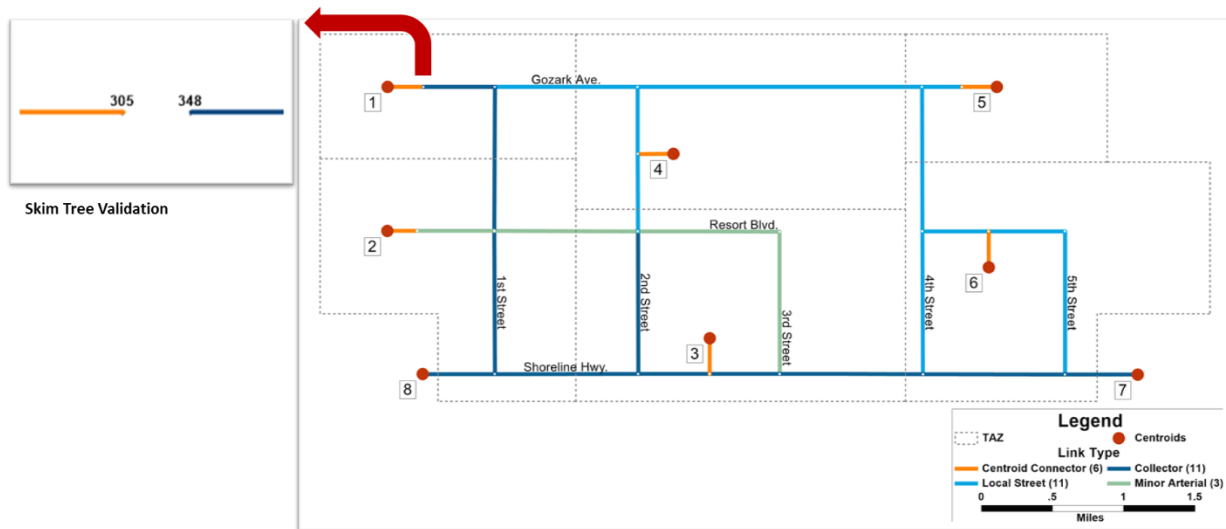 305 348
Skim Tree Validation
Gozark Ave.
1
5
4
Resort Blvd.
2
6
1st Street
2nd Street
3rd Street
4th Street
5th Street
3
Shoreline Hwy.
8
7
Legend
TAZ Centroids
Link Type
Centroid Connector (6) Collector (11)
Local Street (11) Minor Arterial (3)
0 .5 1 1.5
Miles